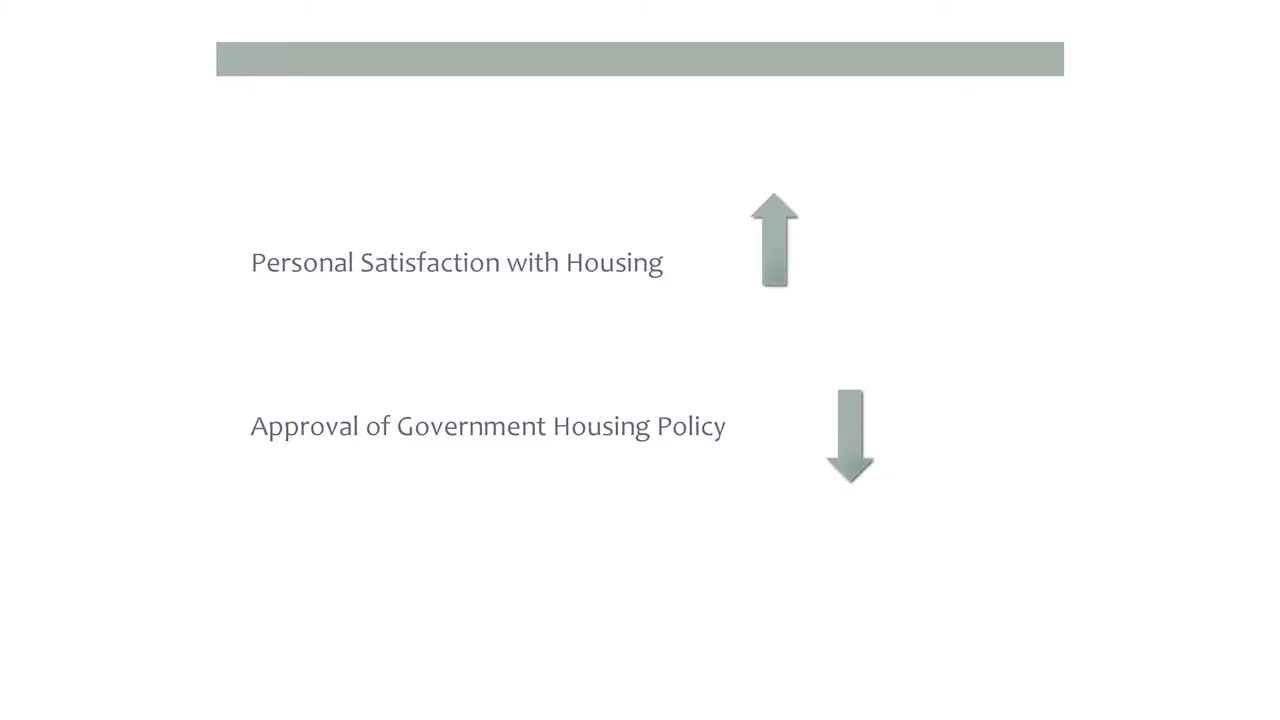 Personal Satisfaction with Housing
Approval of Government Housing Policy